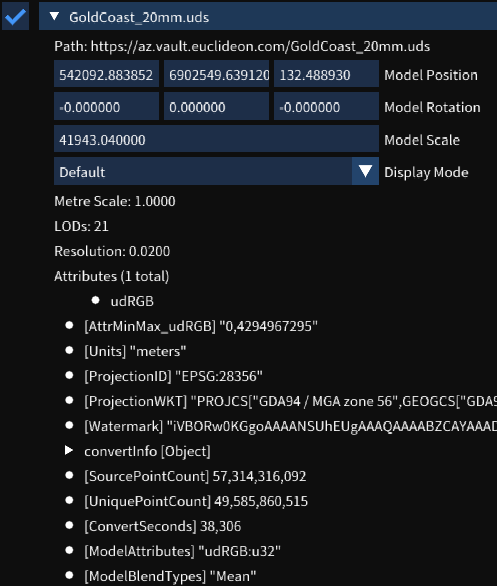 GoldCoast_20mm.uds
Path: https://az.vault.euclideon.com/GoldCoast_20mm.uds
542092.883852 6902549.639120 132.488930 Model Position
-0.000000 0.000000 -0.000000 Model Rotation
41943.040000 Model Scale
Default Display Mode
Metre Scale: 1.0000
LODs: 21
Resolution: 0.0200
Attributes (1 total)
udRGB
[AttrMinMax_udRGB] "0,4294967295"
[Units] "meters"
[ProjectionID] "EPSG:28356"
[ProjectionWKT] "PROJCS["GDA94 / MGA zone 56",GEOGCS["GDA9
[Watermark] "iVBORw0KGgoAAAANSUhEUgAAAQAAAABZCAYAAAD
convertInfo [Object]
[SourcePointCount] 57,314,316,092
[UniquePointCount] 49,585,860,515
[ConvertSeconds] 38,306
[ModelAttributes] "udRGB:u32"
[ModelBlendTypes] "Mean"